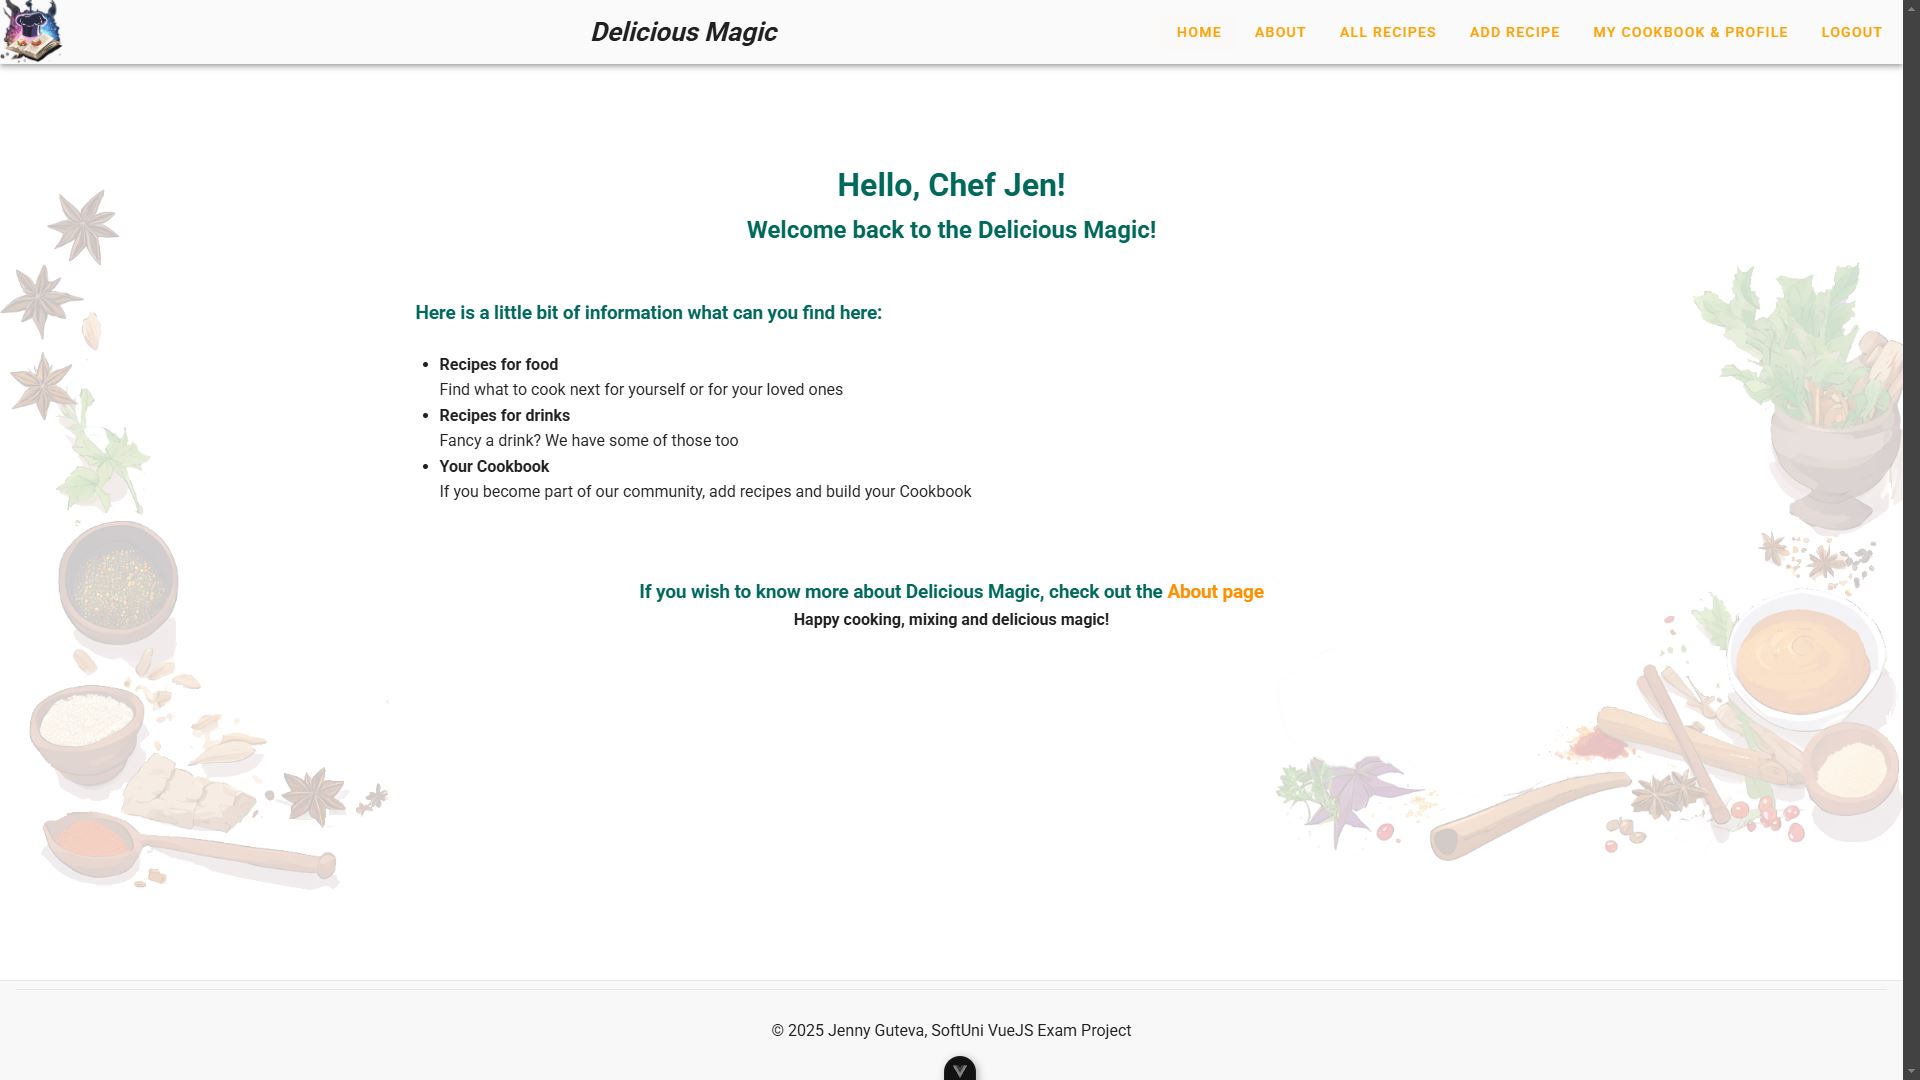 Delicious Magic
HOME
ABOUT
ALL RECIPES
ADD RECIPE
MY COOKBOOK & PROFILE
LOGOUT
Hello, Chef Jen!
Welcome back to the Delicious Magic!
Here is a little bit of information what can you find here:
Recipes for food
Find what to cook next for yourself or for your loved ones
Recipes for drinks
Fancy a drink? We have some of those too
Your Cookbook
If you become part of our community, add recipes and build your Cookbook
If you wish to know more about Delicious Magic, check out the About page
Happy cooking, mixing and delicious magic!
© 2025 Jenny Guteva, SoftUni VueJS Exam Project